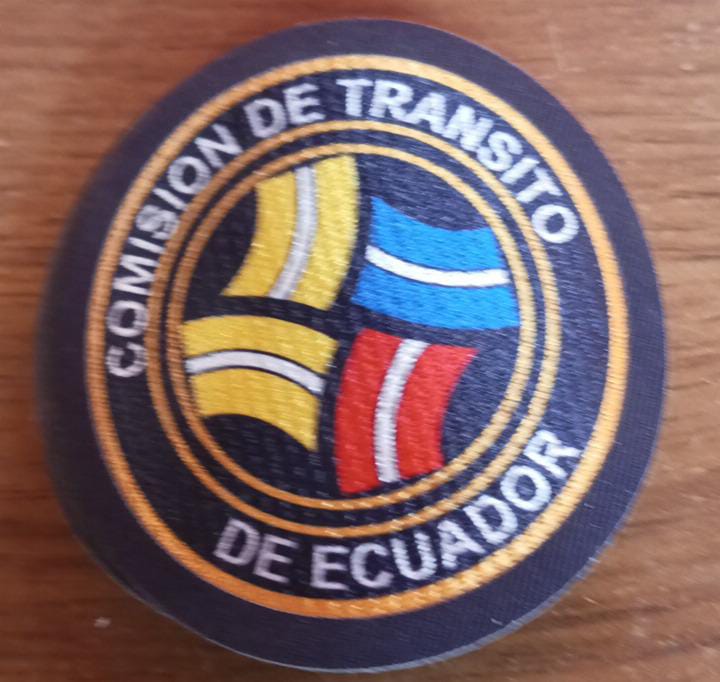 COMISION DE TRANSITO
DE ECUADOR